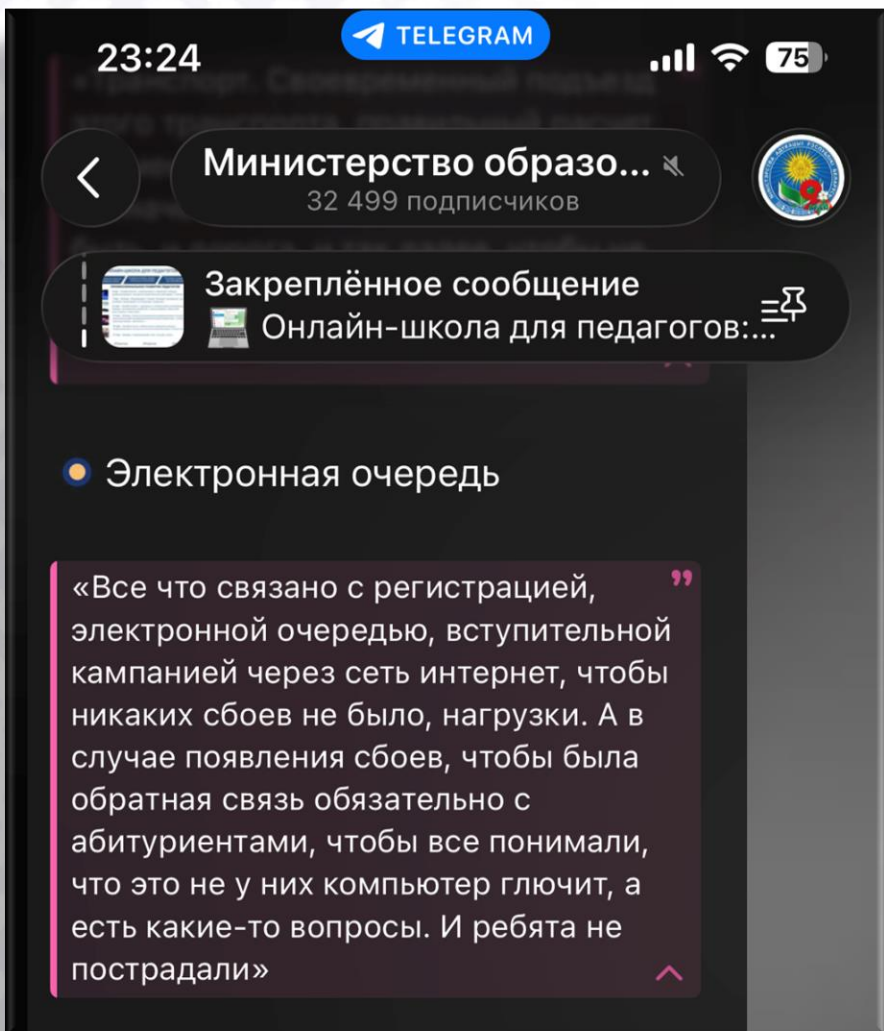 23:24
TELEGRAM
75
«Транспорт. Своевременный подъезд
Министерство образо...
32 499 подписчиков
Закреплённое сообщение
Онлайн-школа для педагогов:...
Электронная очередь
«Все что связано с регистрацией,
электронной очередью, вступительной
кампанией через сеть интернет, чтобы
никаких сбоев не было, нагрузки. А в
случае появления сбоев, чтобы была
обратная связь обязательно с
абитуриентами, чтобы все понимали,
что это не у них компьютер глючит, а
есть какие-то вопросы. И ребята не
пострадали»